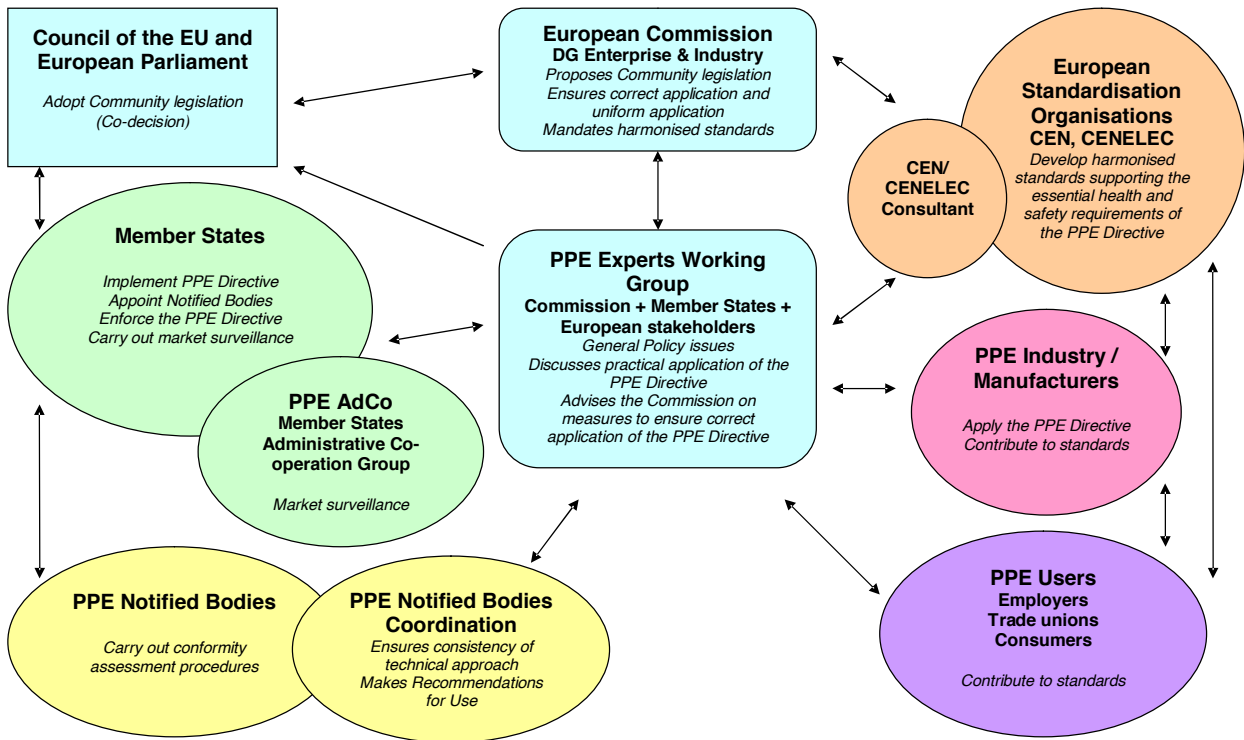 Council of the EU and
European Parliament
Adopt Community legislation
(Co-decision)
European Commission
DG Enterprise & Industry
Proposes Community legislation
Ensures correct application and
uniform application
Mandates harmonised standards
European
Standardisation
Organisations
CEN, CENELEC
Develop harmonised
standards supporting the
essential health and
safety requirements of
the PPE Directive
CEN/
CENELEC
Consultant
Member States
Implement PPE Directive
Appoint Notified Bodies
Enforce the PPE Directive
Carry out market surveillance
PPE Experts Working
Group
Commission + Member States +
European stakeholders
General Policy issues
Discusses practical application of the
PPE Directive
Advises the Commission on
measures to ensure correct
application of the PPE Directive
PPE Industry /
Manufacturers
Apply the PPE Directive
Contribute to standards
PPE AdCo
Member States
Administrative Co-
operation Group
Market surveillance
PPE Notified Bodies
Carry out conformity
assessment procedures
PPE Notified Bodies
Coordination
Ensures consistency of
technical approach
Makes Recommendations
for Use
PPE Users
Employers
Trade unions
Consumers
Contribute to standards